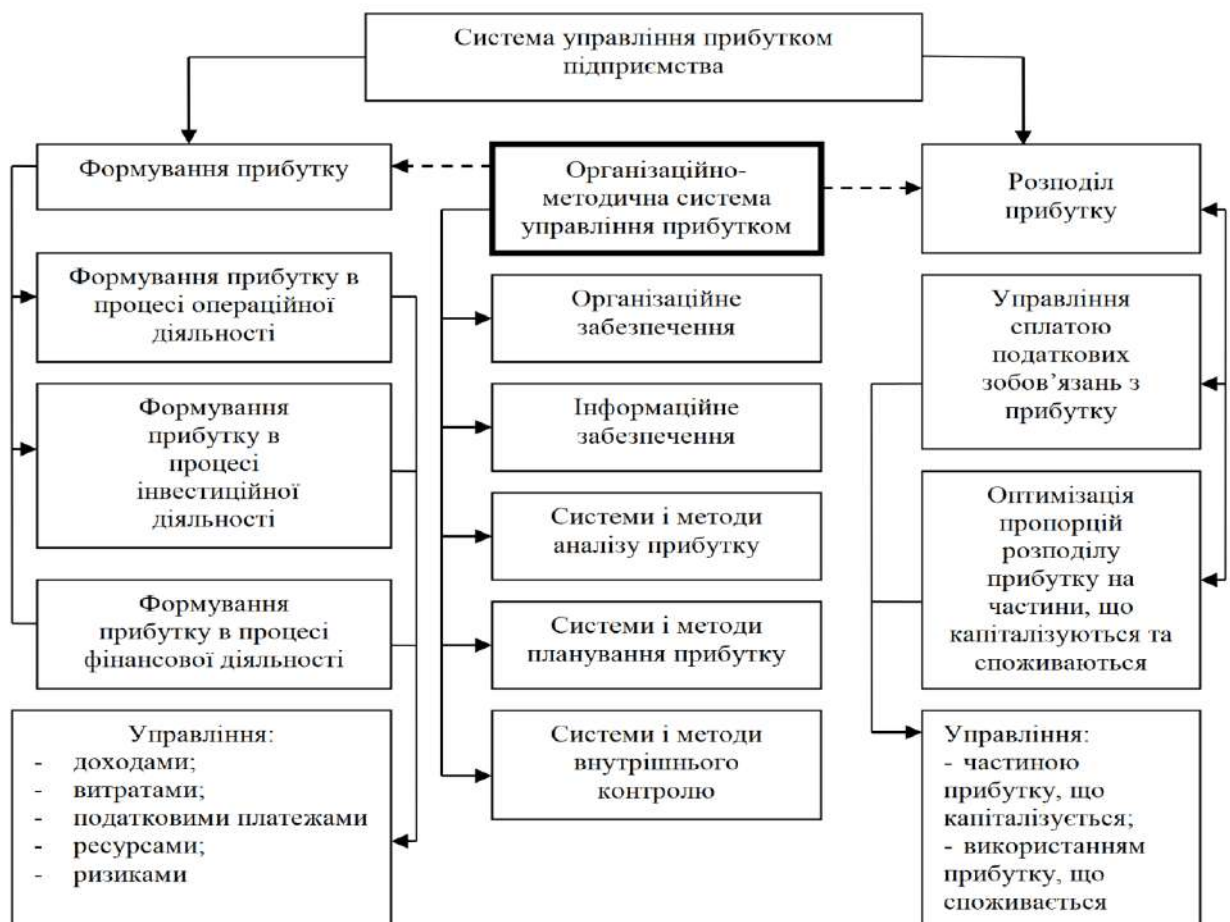 Система управління прибутком
підприємства
Формування прибутку
Організаційно-
методична система
управління прибутком
Розподіл
прибутку
Формування прибутку в
процесі операційної
діяльності
Формування
прибутку в
процесі
інвестиційної
діяльності
Формування
прибутку в процесі
фінансової діяльності
Управління:
- доходами;
- витратами;
- податковими платежами
- ресурсами;
- ризиками
Організаційне
забезпечення
Інформаційне
забезпечення
Системи і методи
аналізу прибутку
Системи і методи
планування прибутку
Системи і методи
внутрішнього
контролю
Управління
сплатою
податкових
зобов’язань з
прибутку
Оптимізація
пропорцій
розподілу
прибутку на
частини, що
капіталізуються та
споживаються
Управління:
- частиною
прибутку, що
капіталізується;
- використанням
прибутку, що
споживається